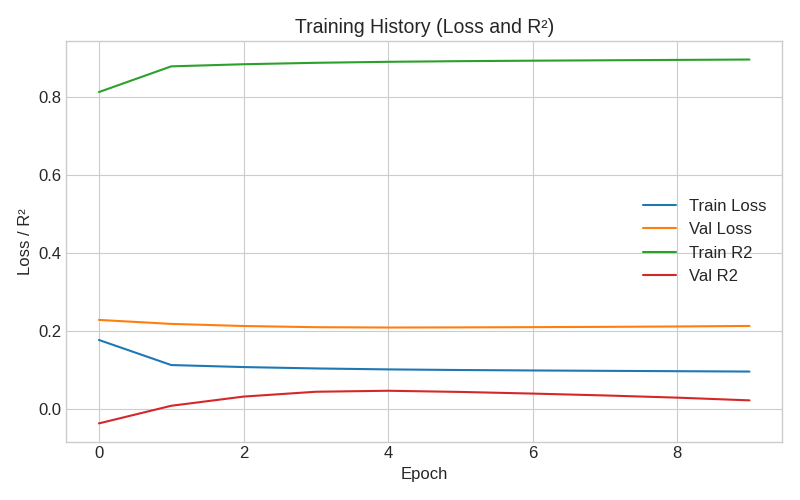 Training History (Loss and R²)
Loss / R²
0.8
0.6
0.4
0.2
0.0
Train Loss
Val Loss
Train R2
Val R2
0 2 4 6 8
Epoch